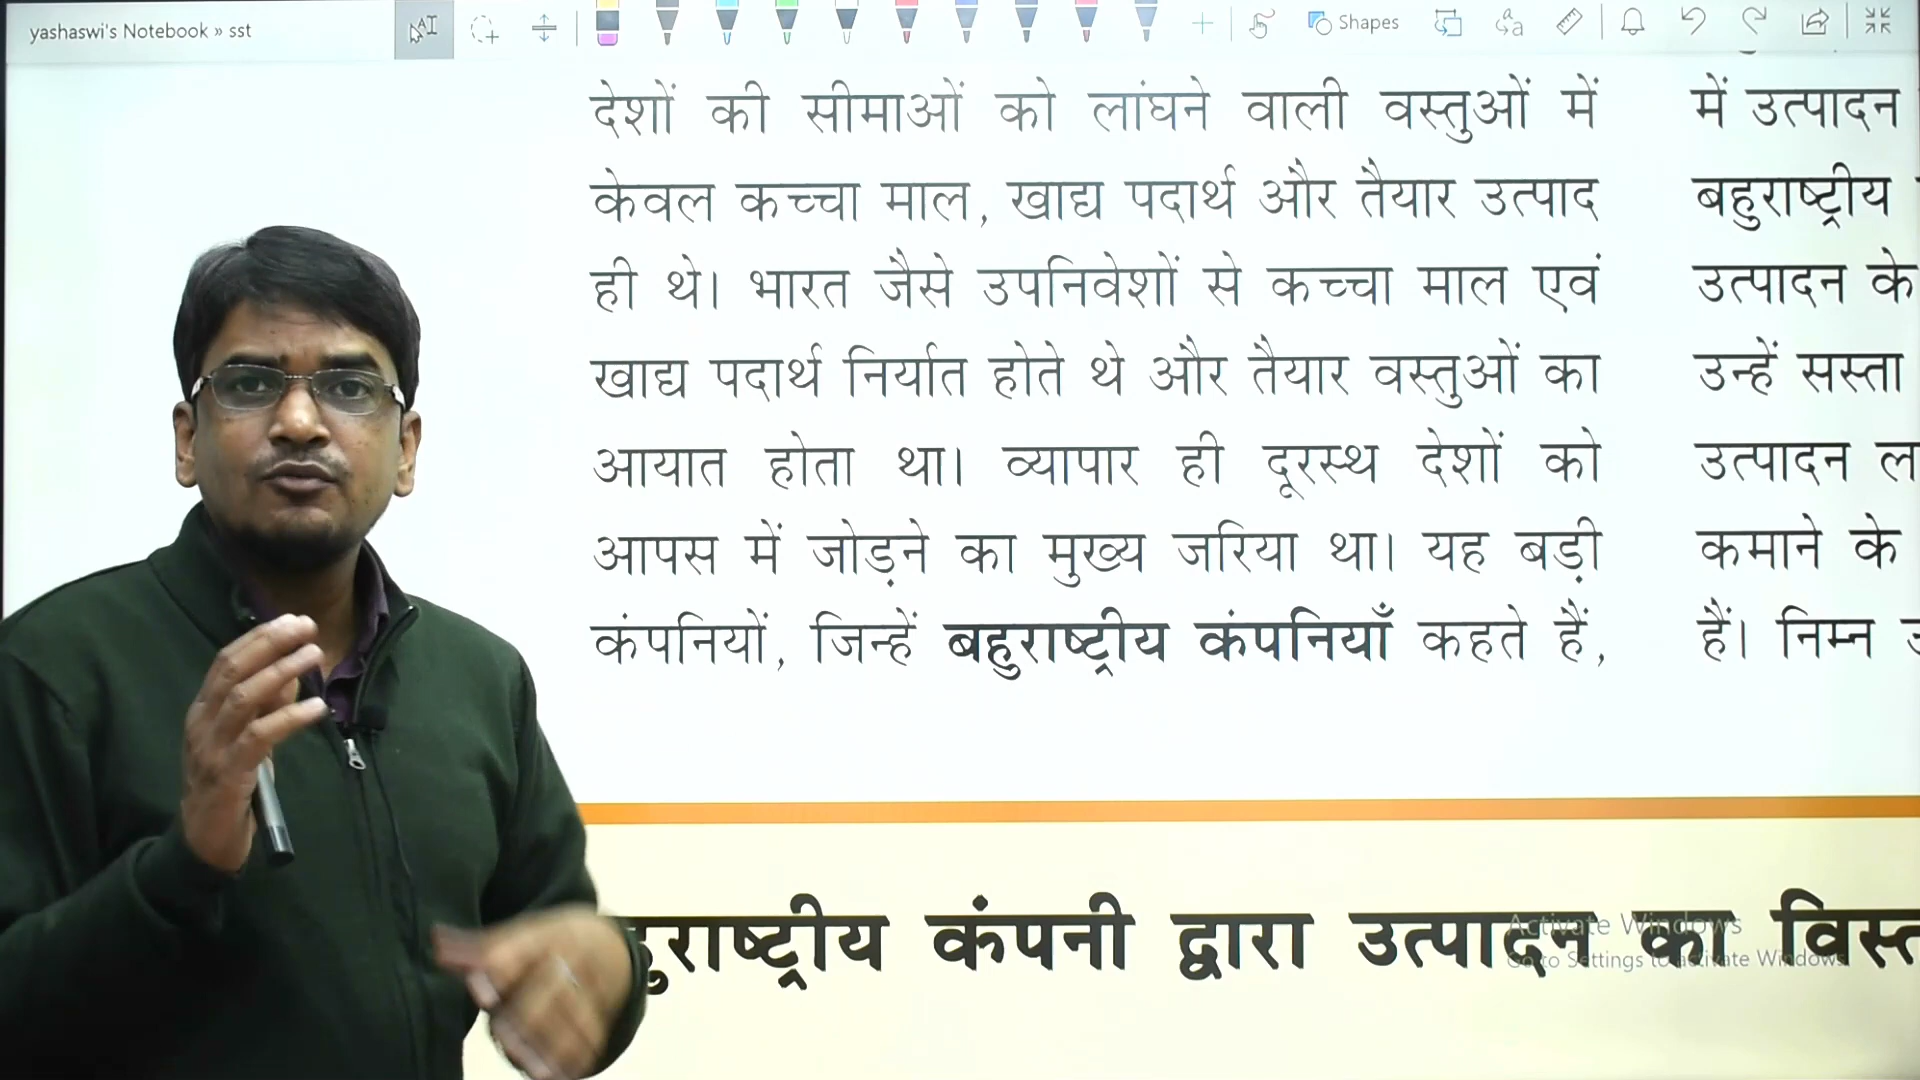 yashaswi's Notebook » sst
Shapes
देशों की सीमाओं को लांघने वाली वस्तुओं में
केवल कच्चा माल, खाद्य पदार्थ और तैयार उत्पाद
ही थे। भारत जैसे उपनिवेशों से कच्चा माल एवं
खाद्य पदार्थ निर्यात होते थे और तैयार वस्तुओं का
आयात होता था। व्यापार ही दूरस्थ देशों को
आपस में जोड़ने का मुख्य जरिया था। यह बड़ी
कंपनियों, जिन्हें बहुराष्ट्रीय कंपनियाँ कहते हैं,
में उत्पादन
बहुराष्ट्रीय
उत्पादन के
उन्हें सस्ता
उत्पादन
कमाने के
हैं। निम्न
कंपनी द्वारा उत्पादन का
Activate Windows
Go to Settings to activate Windows.